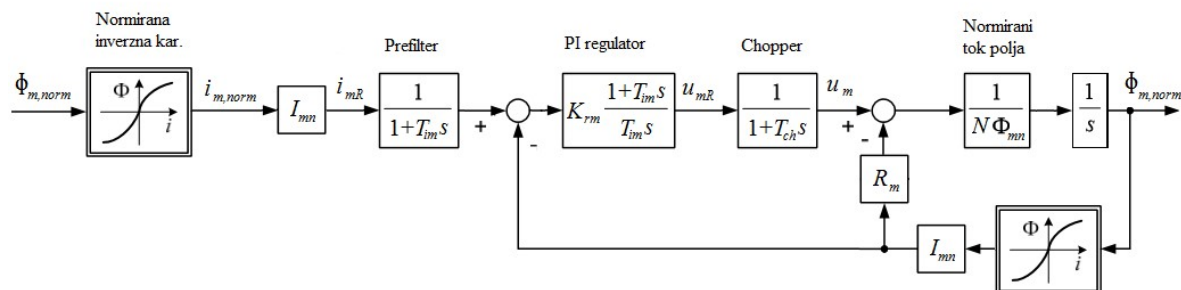 Normirana
inverzna kar.
Prefilter
PI regulator
Chopper
Normirani
tok polja
Φm,norm
Φ
i
im,norm
Imn
imR
1
1+Tims
+
-
Krm 1+Tims
Tims
umR
1
1+Tchs
um
+
-
1
NΦmn
1
s
Φm,norm
Rm
Imn
Φ
i